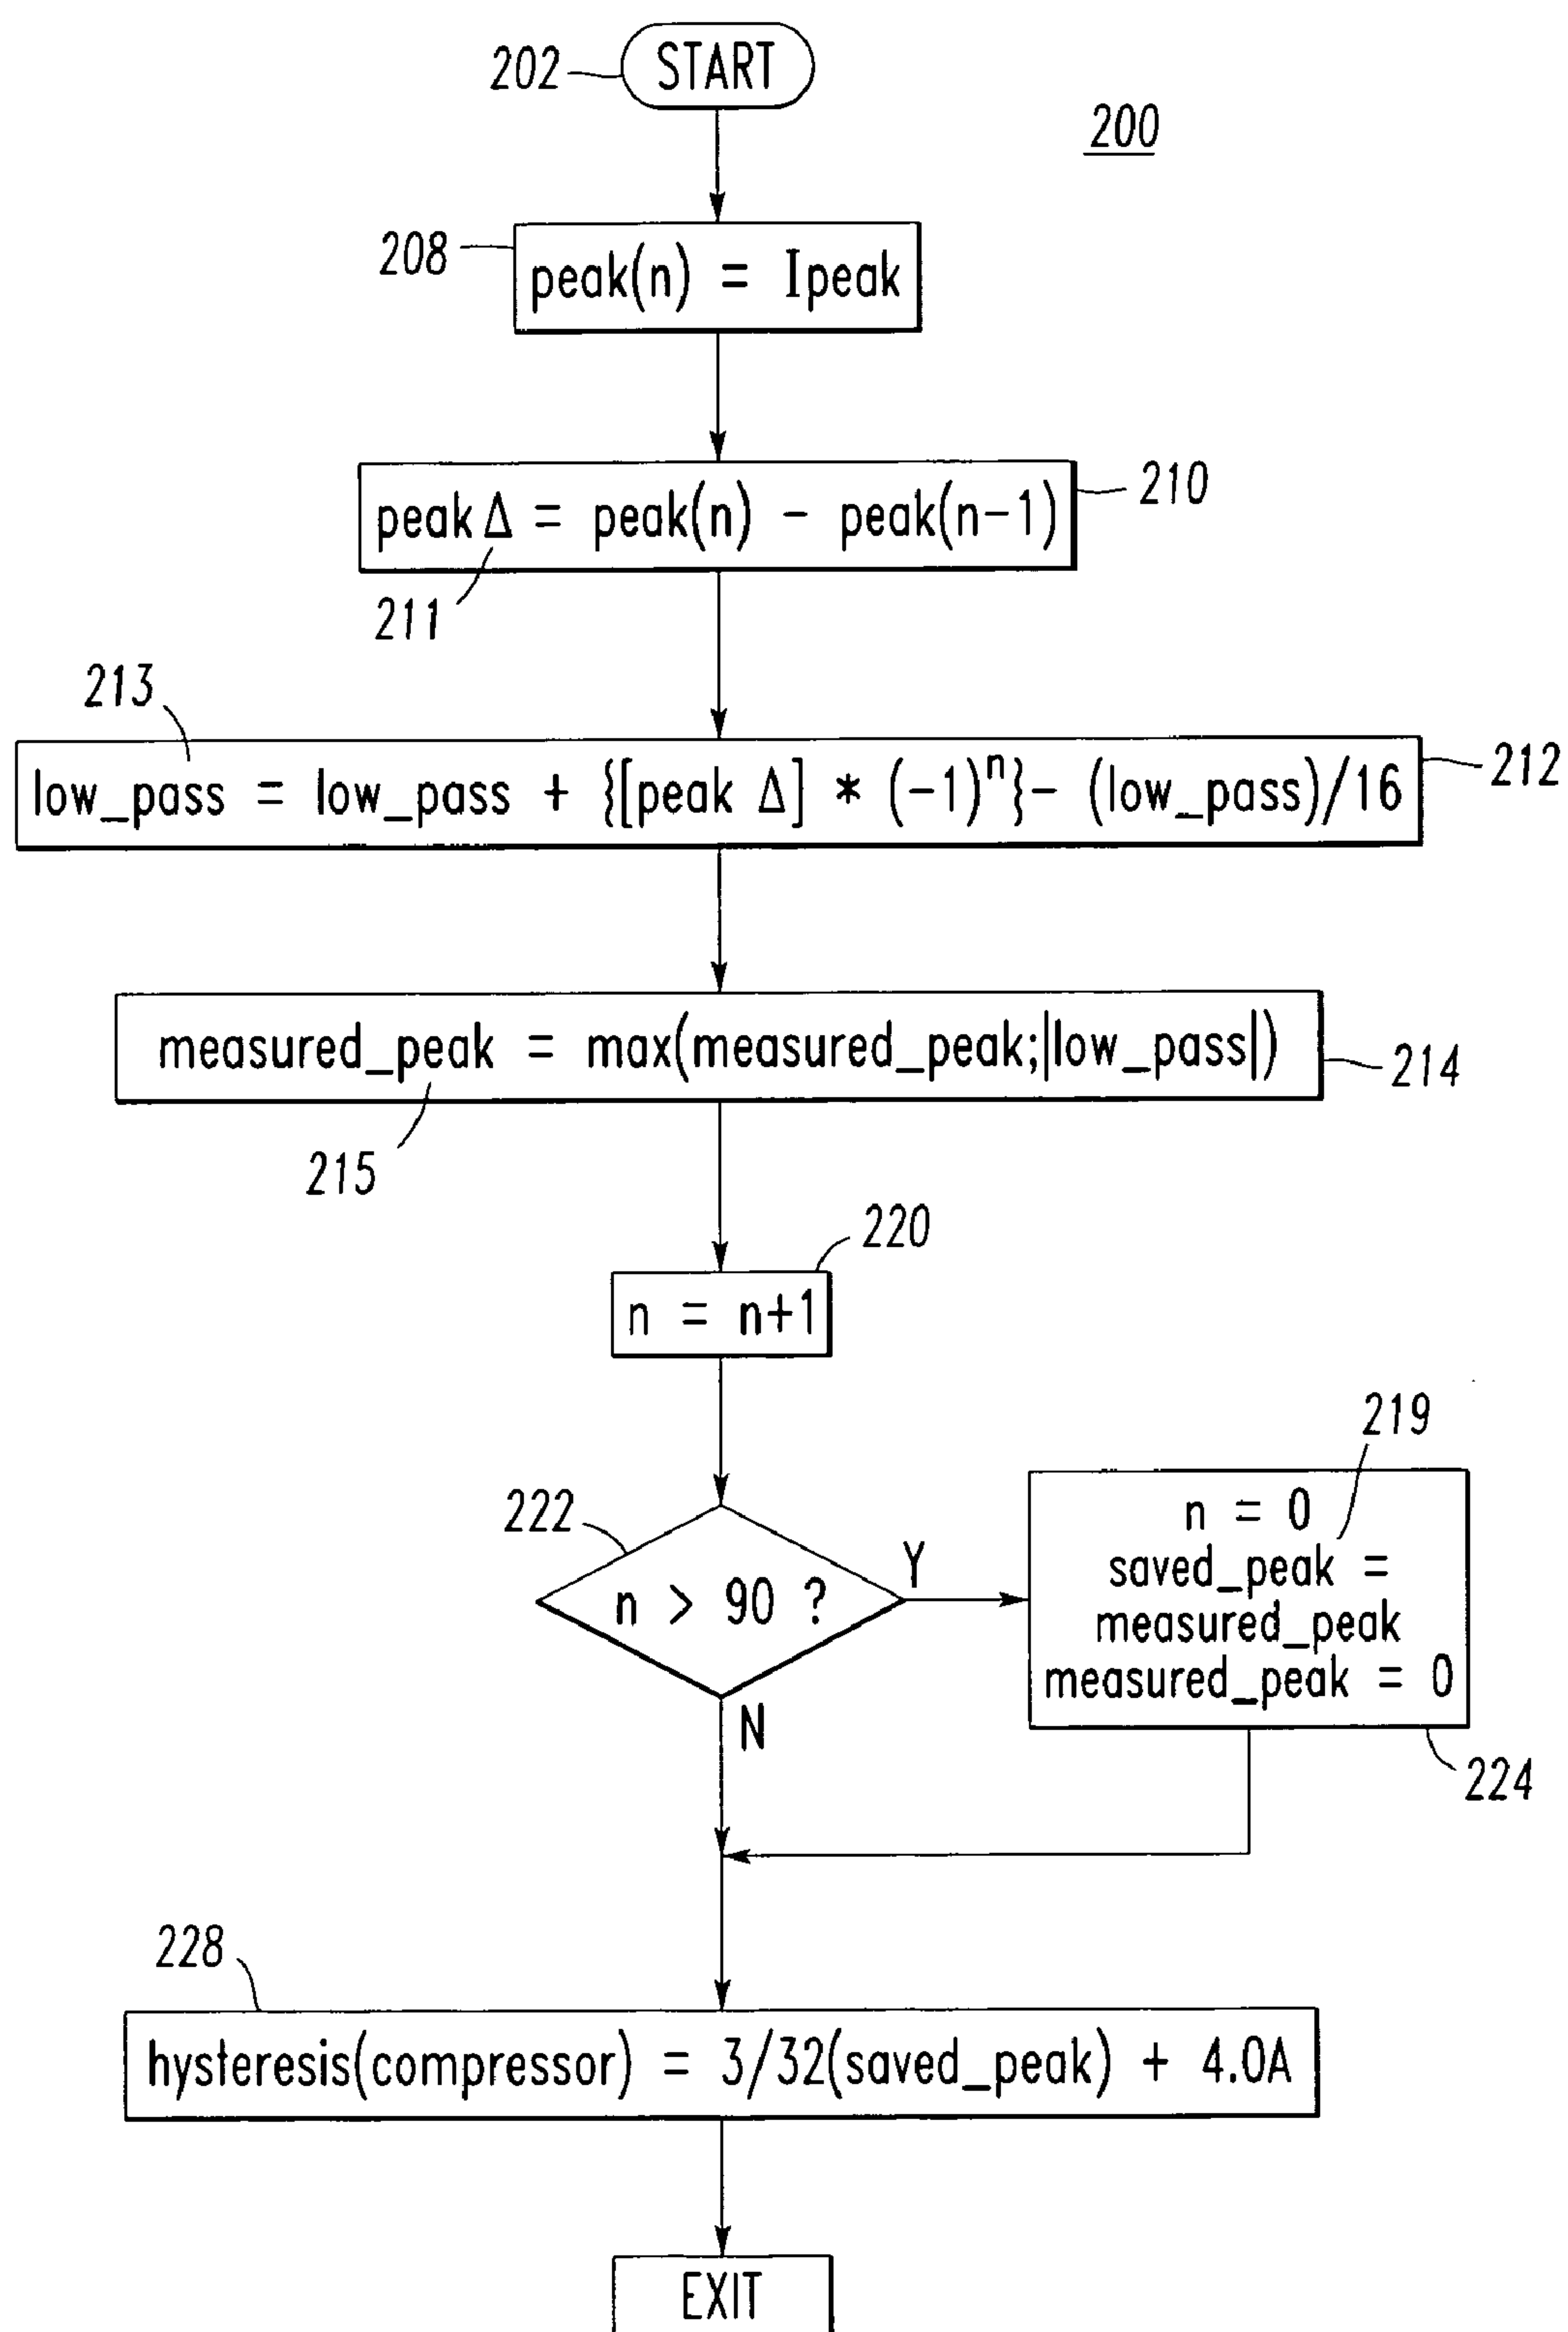 202
START
200
208
peak(n) = Ipeak
peak Δ = peak(n) - peak(n-1)
210
211
213
low_pass = low_pass + {[peak Δ] * (-1)ⁿ}- (low_pass)/16
212
measured_peak = max(measured_peak;|low_pass|)
214
215
220
n = n+1
219
222
n > 90 ?
Y
n = 0
saved_peak =
measured_peak
measured_peak = 0
N
224
228
hysteresis(compressor) = 3/32(saved_peak) + 4.0A
EXIT